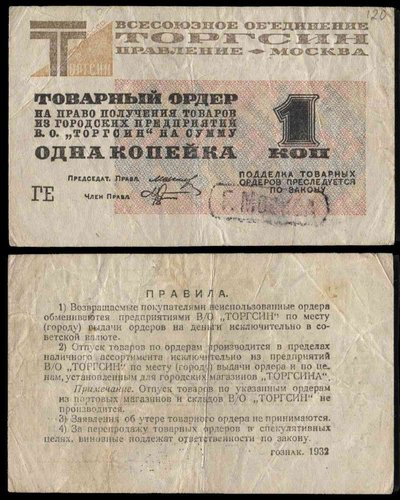 120
ВСЕСОЮЗНОЕ ОБЪЕДИНЕНИЕ
ТОРГСИН
ПРАВЛЕНИЕ - МОСКВА
ТОРГСИН
ТОВАРНЫЙ ОРДЕР
НА ПРАВО ПОЛУЧЕНИЯ ТОВАРОВ
ИЗ ГОРОДСКИХ ПРЕДПРИЯТИЙ
В.О. „ТОРГСИН" НА СУММУ
ОДНА КОПЕЙКА
1
КОП
ПОДДЕЛКА ТОВАРНЫХ
ОРДЕРОВ ПРЕСЛЕДУЕТСЯ
ПО ЗАКОНУ
ГЕ
ПРЕДСЕДАТ. ПРАВЛ.
ЧЛЕН ПРАВЛ.
Г. МОСКВА
ПРАВИЛА.
1) Возвращаемые покупателями неиспользованные ордера
обмениваются предприятиями В/О „ТОРГСИН" по месту
(городу) выдачи ордеров на деньги исключительно в со-
ветской валюте.
2) Отпуск товаров по ордерам производится в пределах
наличного ассортимента исключительно из предприятий
В/О „ТОРГСИН" по месту (городу) выдачи ордера и по це-
нам, установленным для городских магазинов „ТОРГСИНА".
Примечание. Отпуск товаров по указанным ордерам
из портовых магазинов и складов В/О „ТОРГСИН" не
производится.
3) Заявления об утере товарного ордера не принимаются.
4) За перепродажу товарных ордеров в спекулятивных
целях, виновные подлежат ответственности по закону.
ГОЗНАК. 1932